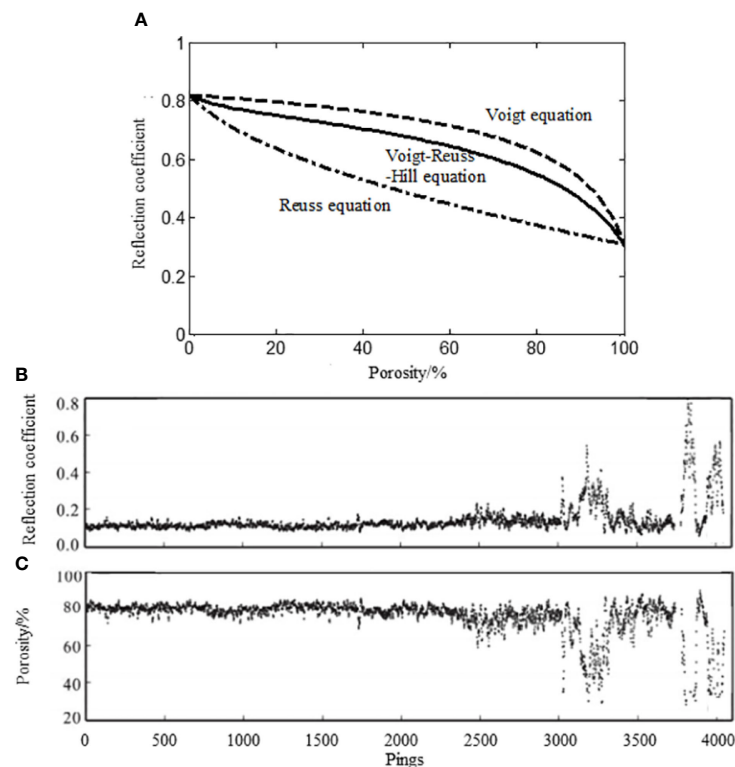 A
1
0.8
0.6
0.4
0.2
0
Reflection coefficient
Voigt equation
Voigt-Reuss
-Hill equation
Reuss equation
0 20 40 60 80 100
Porosity/%
B
0.8
0.6
0.4
0.2
0.0
Reflection coefficient
C
100
80
60
40
20
Porosity/%
0 500 1000 1500 2000 2500 3000 3500 4000
Pings